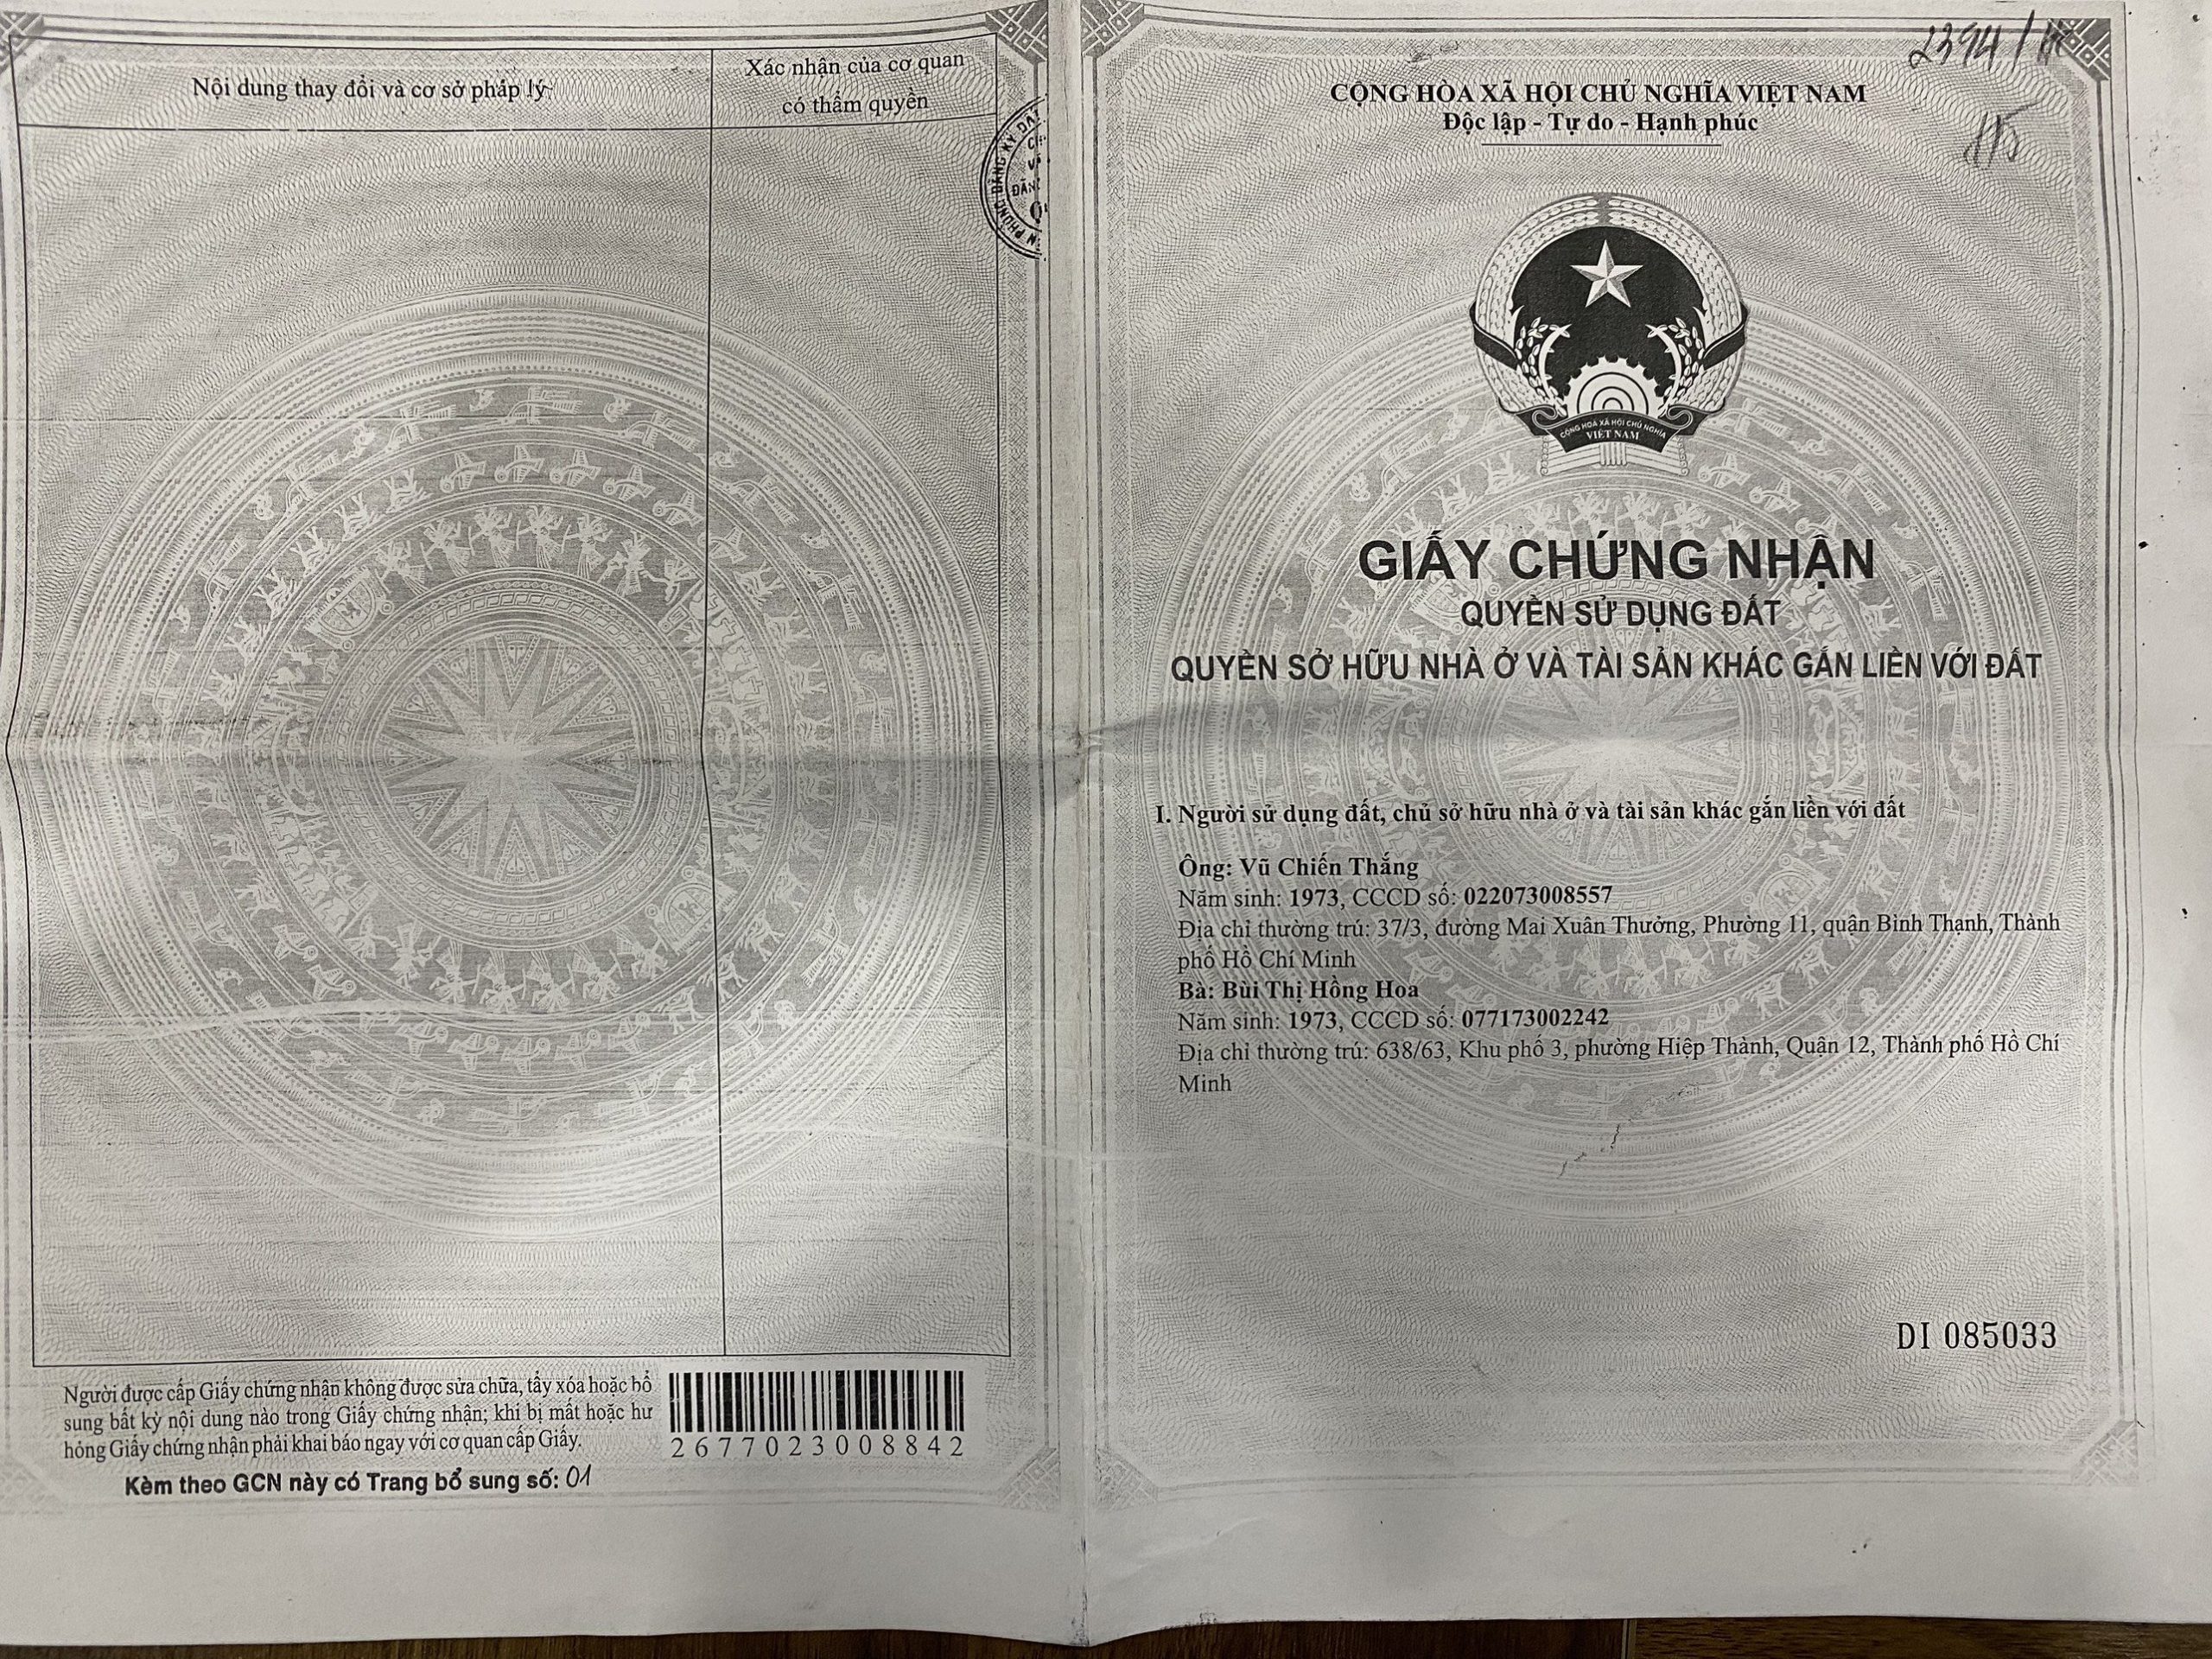 Nội dung thay đổi và cơ sở pháp lý
Xác nhận của cơ quan
có thẩm quyền
Người được cấp Giấy chứng nhận không được sửa chữa, tẩy xóa hoặc bổ
sung bất kỳ nội dung nào trong Giấy chứng nhận; khi bị mất hoặc hư
hỏng Giấy chứng nhận phải khai báo ngay với cơ quan cấp Giấy.
2677023008842
Kèm theo GCN này có Trang bổ sung số: 01
2394/
115
CỘNG HÒA XÃ HỘI CHỦ NGHĨA VIỆT NAM
Độc lập - Tự do - Hạnh phúc
CỘNG HÒA XÃ HỘI CHỦ NGHĨA
VIỆT NAM
GIẤY CHỨNG NHẬN
QUYỀN SỬ DỤNG ĐẤT
QUYỀN SỞ HỮU NHÀ Ở VÀ TÀI SẢN KHÁC GẮN LIỀN VỚI ĐẤT
I. Người sử dụng đất, chủ sở hữu nhà ở và tài sản khác gắn liền với đất
Ông: Vũ Chiến Thắng
Năm sinh: 1973, CCCD số: 022073008557
Địa chỉ thường trú: 37/3, đường Mai Xuân Thưởng, Phường 11, quận Bình Thạnh, Thành
phố Hồ Chí Minh
Bà: Bùi Thị Hồng Hoa
Năm sinh: 1973, CCCD số: 077173002242
Địa chỉ thường trú: 638/63, Khu phố 3, phường Hiệp Thành, Quận 12, Thành phố Hồ Chí
Minh
DI 085033